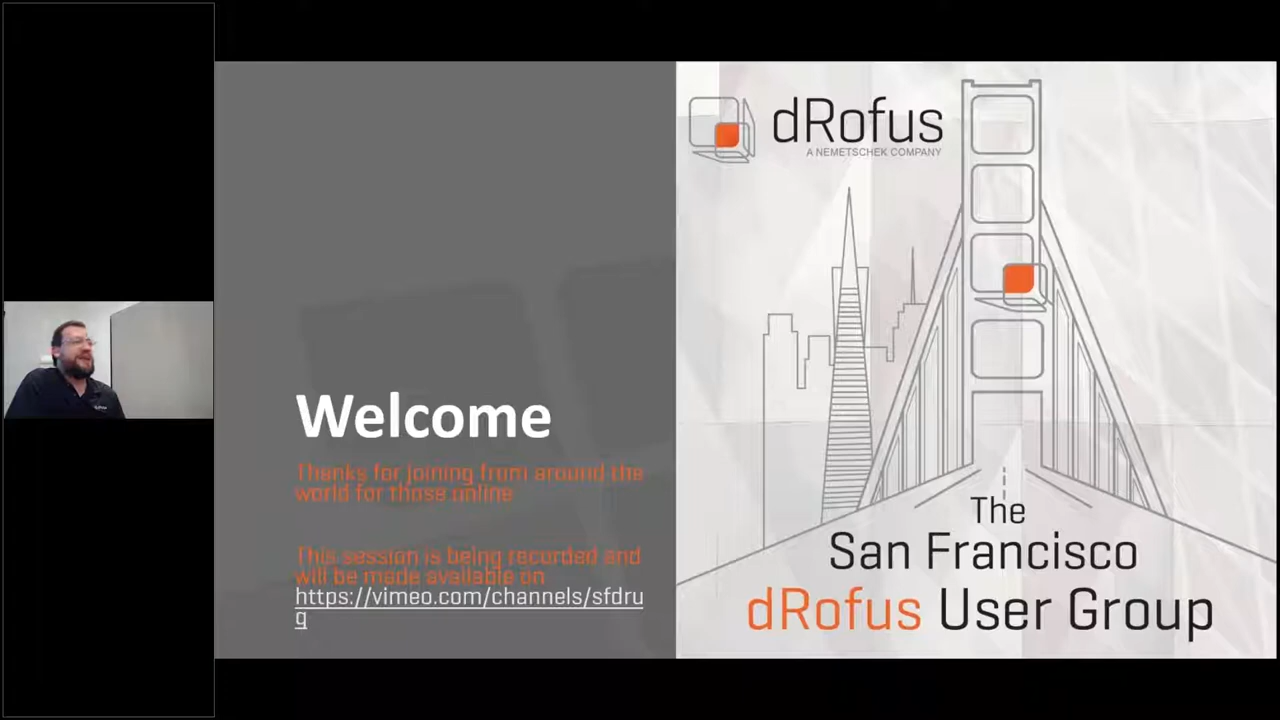 Welcome
Thanks for joining from around the
world for those online
This session is being recorded and
will be made available on
https://vimeo.com/channels/sfdru
g
dRofus
A NEMETSCHEK COMPANY
The
San Francisco
dRofus User Group